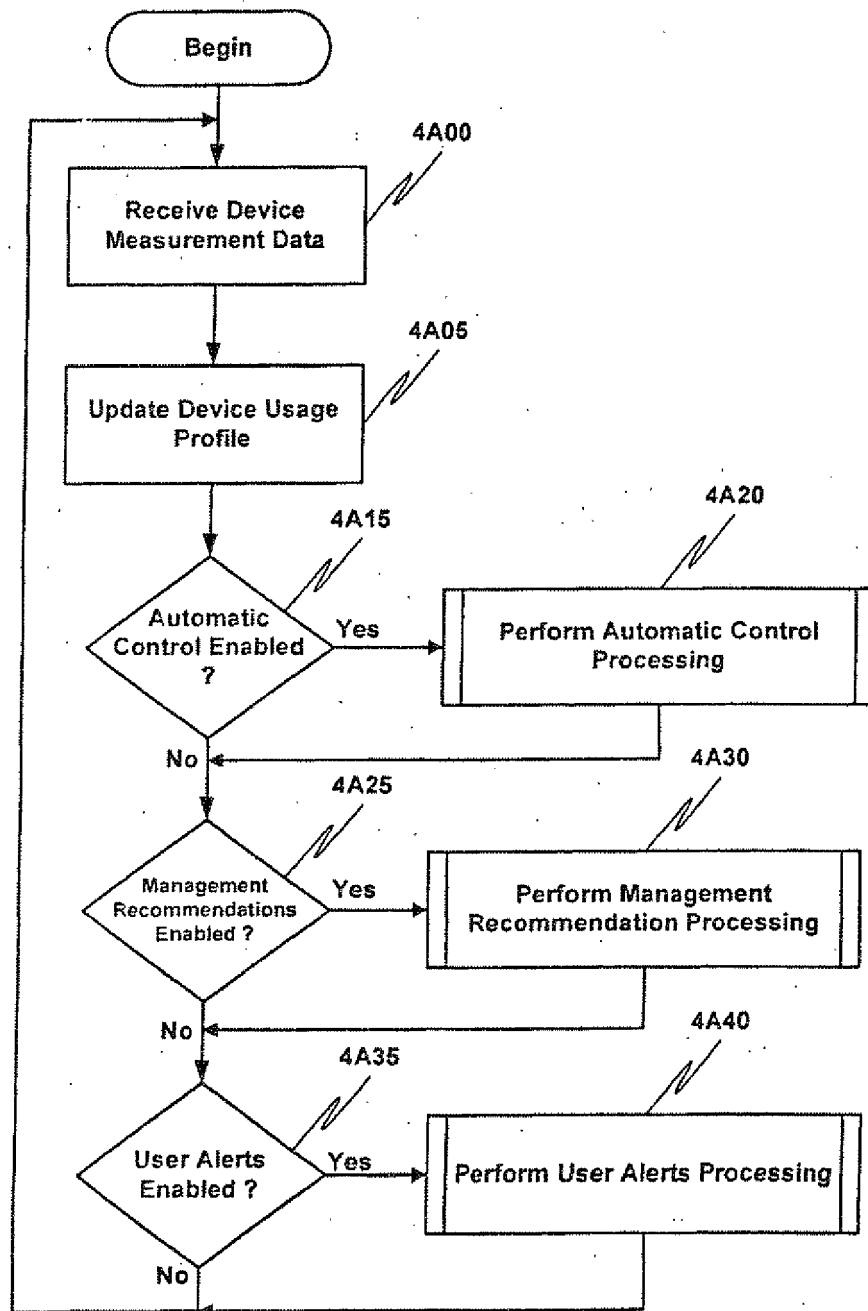 Begin
4A00
Receive Device
Measurement Data
4A05
Update Device Usage
Profile
4A15
Automatic
Control Enabled
?
Yes
4A20
Perform Automatic Control
Processing
No
4A25
Management
Recommendations
Enabled ?
Yes
4A30
Perform Management
Recommendation Processing
No
4A35
User Alerts
Enabled ?
Yes
4A40
Perform User Alerts Processing
No